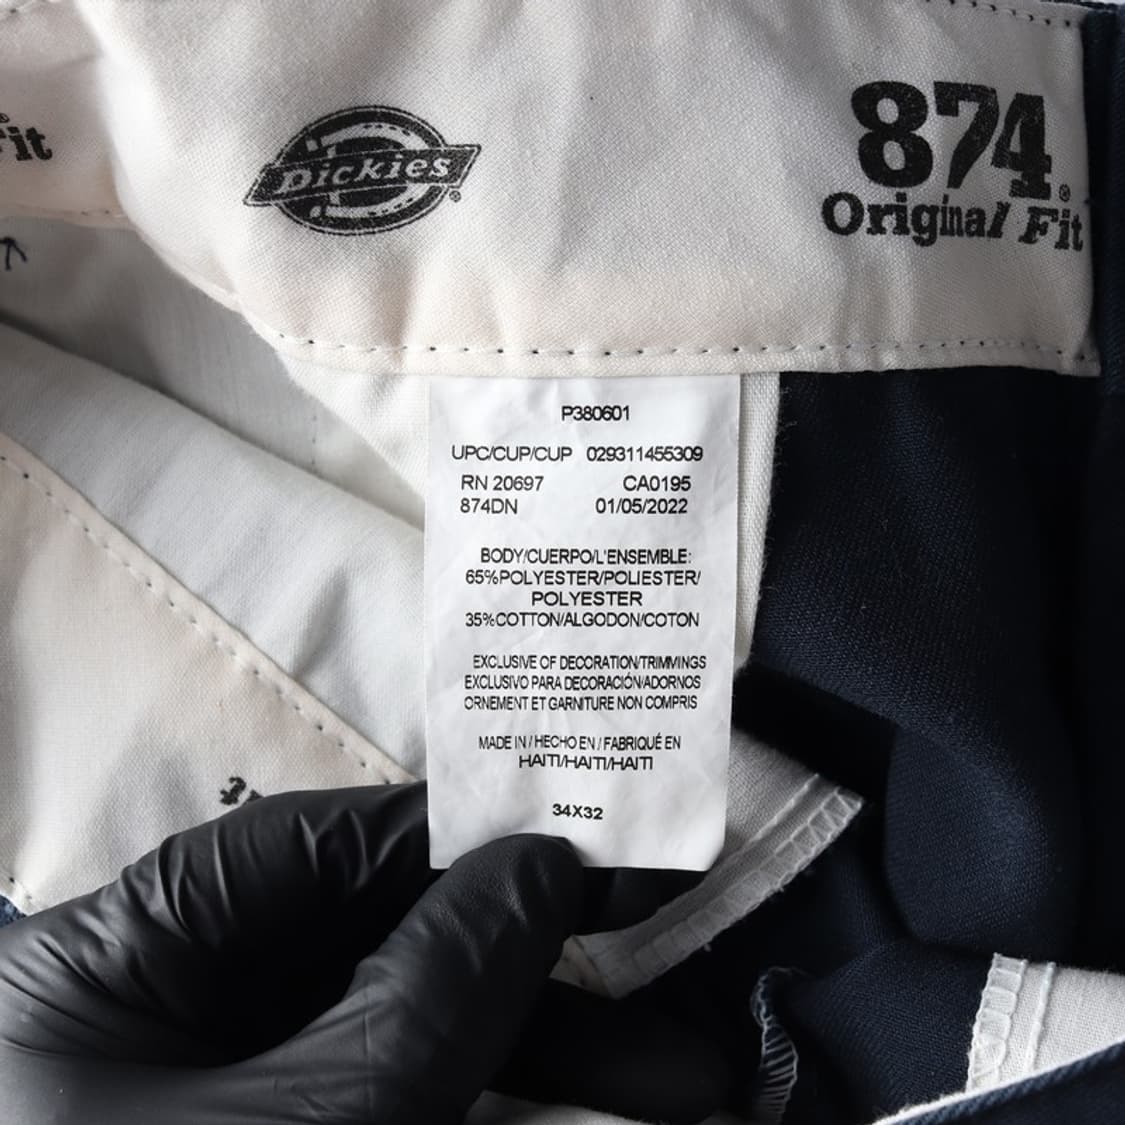 Fit
Dickies®
874®
Original Fit
P380601
UPC/CUP/CUP 029311455309
RN 20697 CA0195
874DN 01/05/2022
BODY/CUERPO/L'ENSEMBLE:
65%POLYESTER/POLIESTER/
POLYESTER
35%COTTON/ALGODON/COTON
EXCLUSIVE OF DECORATION/TRIMMINGS
EXCLUSIVO PARA DECORACIÓN/ADORNOS
ORNEMENT ET GARNITURE NON COMPRIS
MADE IN / HECHO EN / FABRIQUÉ EN
HAITI/HAITI/HAITI
34X32